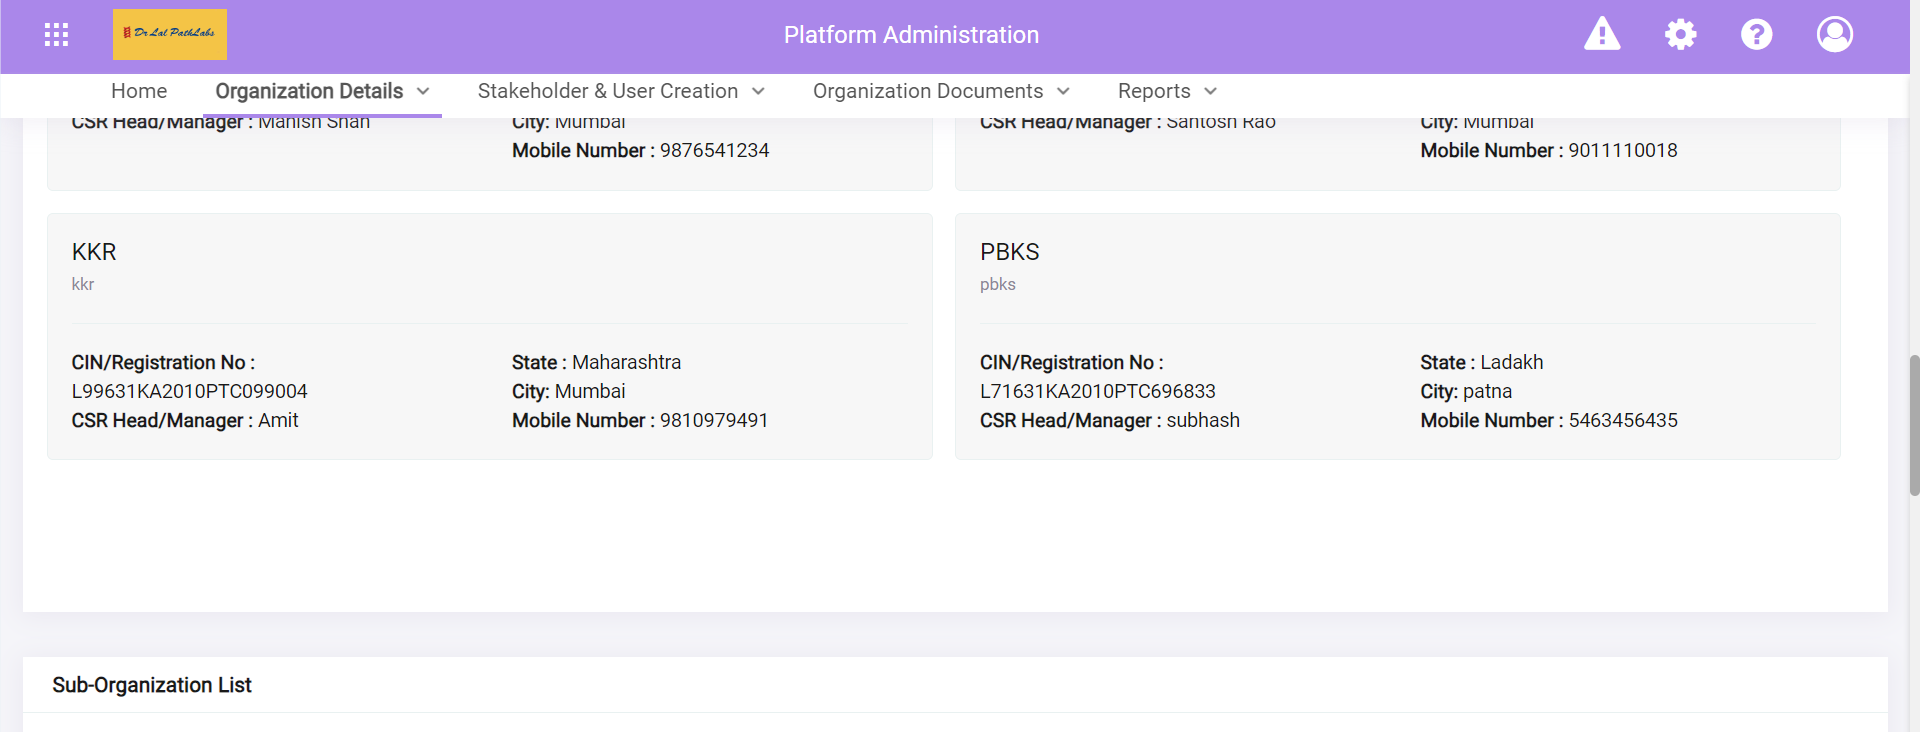 Dr Lal PathLabs
Platform Administration
Home
Organization Details
Stakeholder & User Creation
Organization Documents
Reports
CSR Head/Manager : Manish Shah
City: Mumbai
Mobile Number : 9876541234
CSR Head/Manager : Santosh Rao
City: Mumbai
Mobile Number : 9011110018
KKR
kkr
CIN/Registration No :
L99631KA2010PTC099004
CSR Head/Manager : Amit
State : Maharashtra
City: Mumbai
Mobile Number : 9810979491
PBKS
pbks
CIN/Registration No :
L71631KA2010PTC696833
CSR Head/Manager : subhash
State : Ladakh
City: patna
Mobile Number : 5463456435
Sub-Organization List